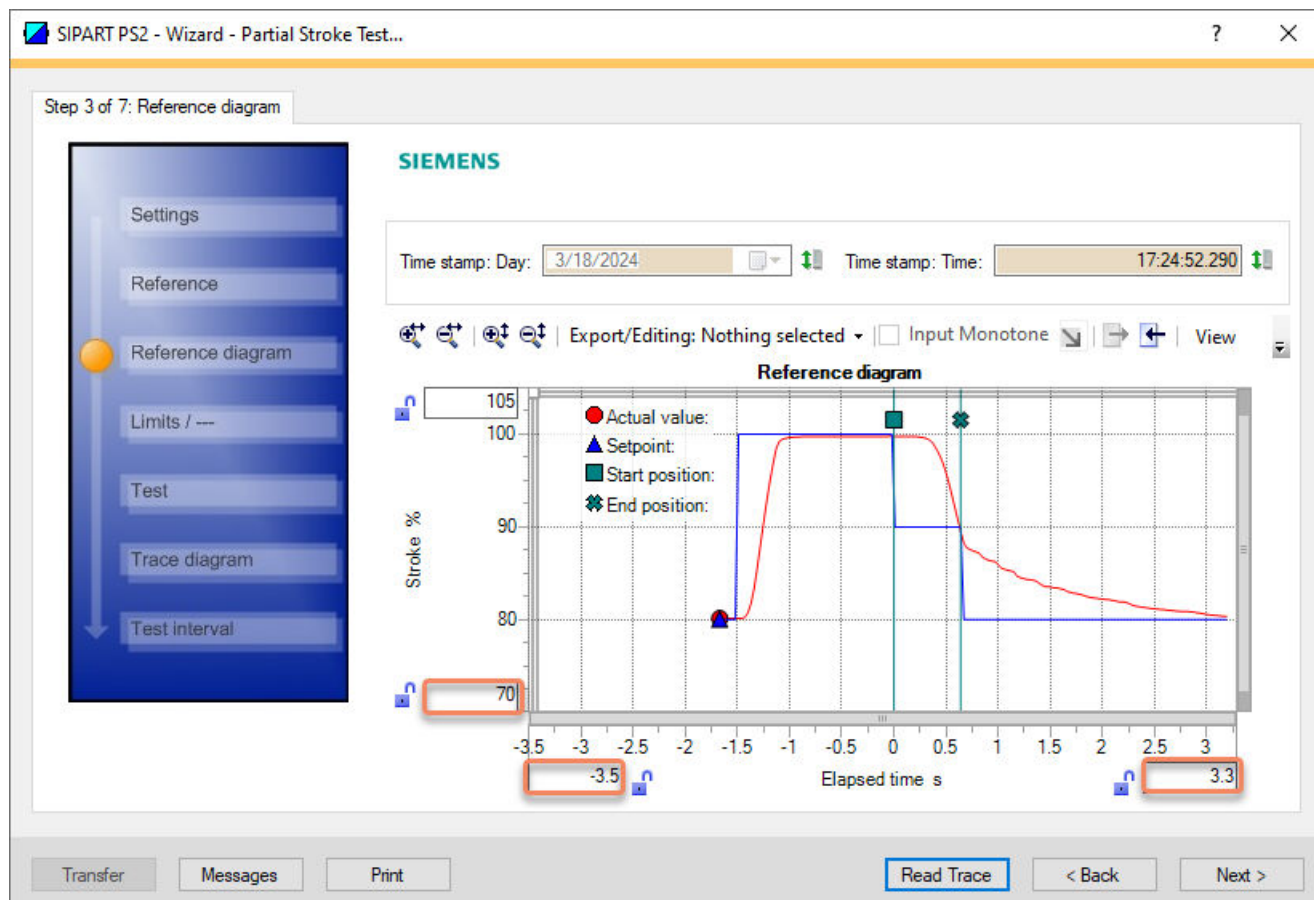 SIPART PS2 - Wizard - Partial Stroke Test...
?
Step 3 of 7: Reference diagram
Settings
Reference
Reference diagram
Limits / ---
Test
Trace diagram
Test interval
SIEMENS
Time stamp: Day: 3/18/2024 Time stamp: Time: 17:24:52.290
Export/Editing: Nothing selected Input Monotone View
Reference diagram
105
100
90
80
70
Stroke %
Actual value:
Setpoint:
Start position:
End position:
-3.5 -3 -2.5 -2 -1.5 -1 -0.5 0 0.5 1 1.5 2 2.5 3
-3.5 Elapsed time s 3.3
Transfer Messages Print Read Trace < Back Next >